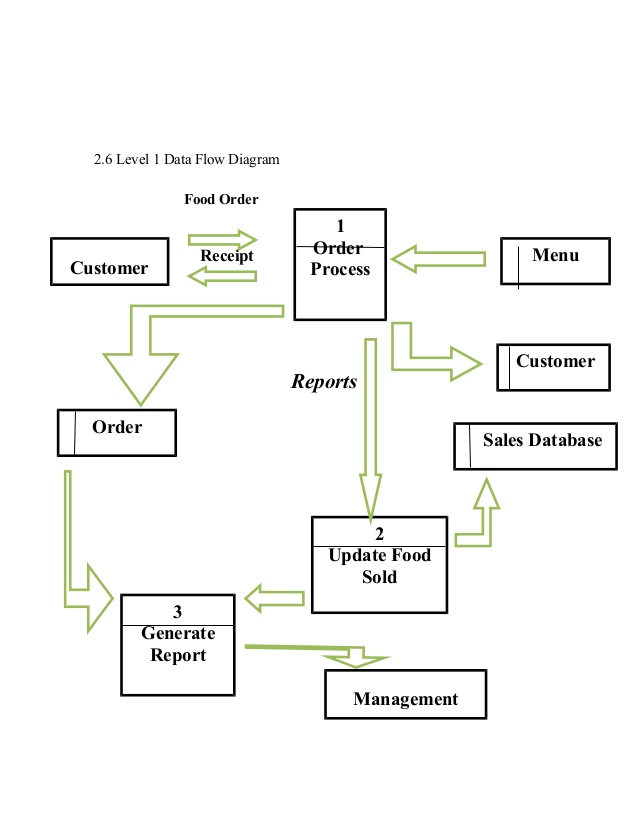 2.6 Level 1 Data Flow Diagram
Food Order
1
Order
Process
Receipt
Customer
Menu
Customer
Reports
Order
Sales Database
2
Update Food
Sold
3
Generate
Report
Management